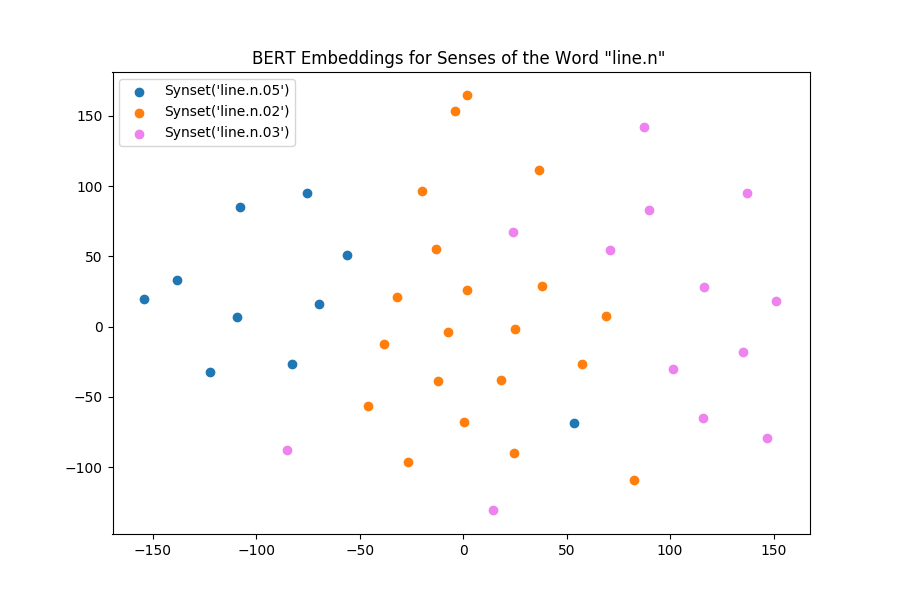 BERT Embeddings for Senses of the Word "line.n"
Synset('line.n.05')
Synset('line.n.02')
Synset('line.n.03')
150
100
50
0
−50
−100
−150 −100 −50 0 50 100 150